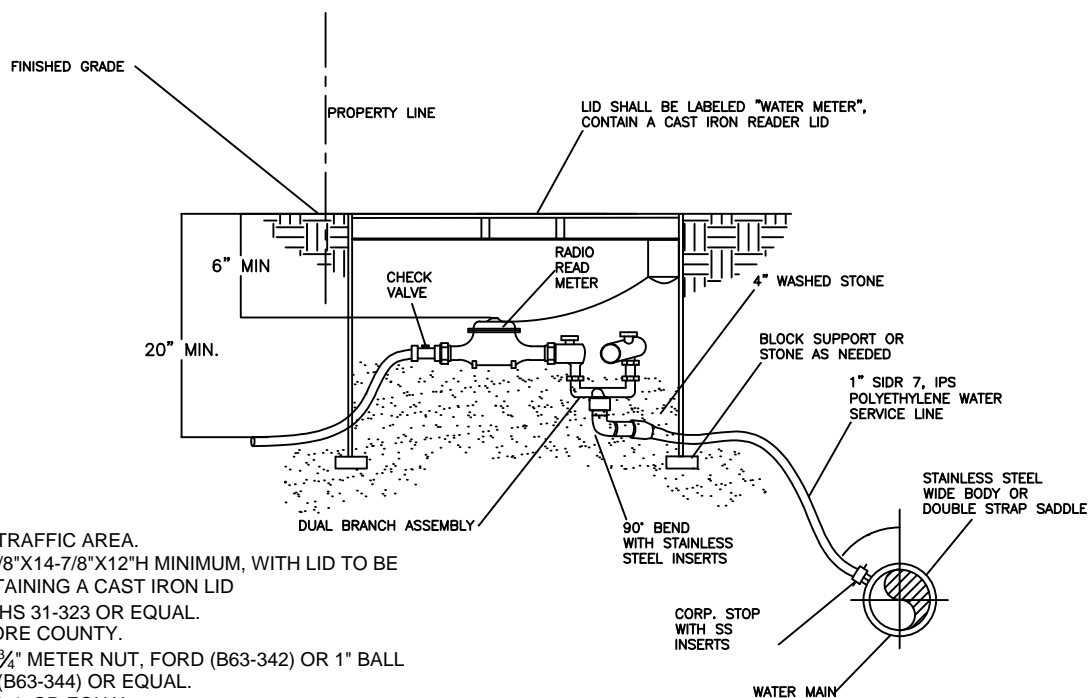 FINISHED GRADE
PROPERTY LINE
LID SHALL BE LABELED "WATER METER",
CONTAIN A CAST IRON READER LID
6" MIN
20" MIN.
CHECK
VALVE
RADIO
READ
METER
4" WASHED STONE
BLOCK SUPPORT OR
STONE AS NEEDED
1" SIDR 7, IPS
POLYETHYLENE WATER
SERVICE LINE
STAINLESS STEEL
WIDE BODY OR
DOUBLE STRAP SADDLE
DUAL BRANCH ASSEMBLY
90° BEND
WITH STAINLESS
STEEL INSERTS
CORP. STOP
WITH SS
INSERTS
WATER MAIN
TRAFFIC AREA.
/8"X14-7/8"X12"H MINIMUM, WITH LID TO BE
TAINING A CAST IRON LID
HS 31-323 OR EQUAL.
ORE COUNTY.
¾" METER NUT, FORD (B63-342) OR 1" BALL
(B63-344) OR EQUAL.